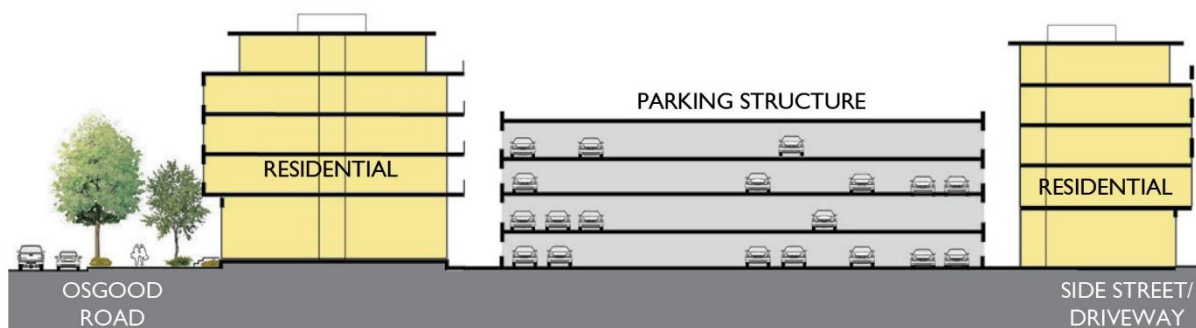 PARKING STRUCTURE
RESIDENTIAL
RESIDENTIAL
OSGOOD
ROAD
SIDE STREET/
DRIVEWAY